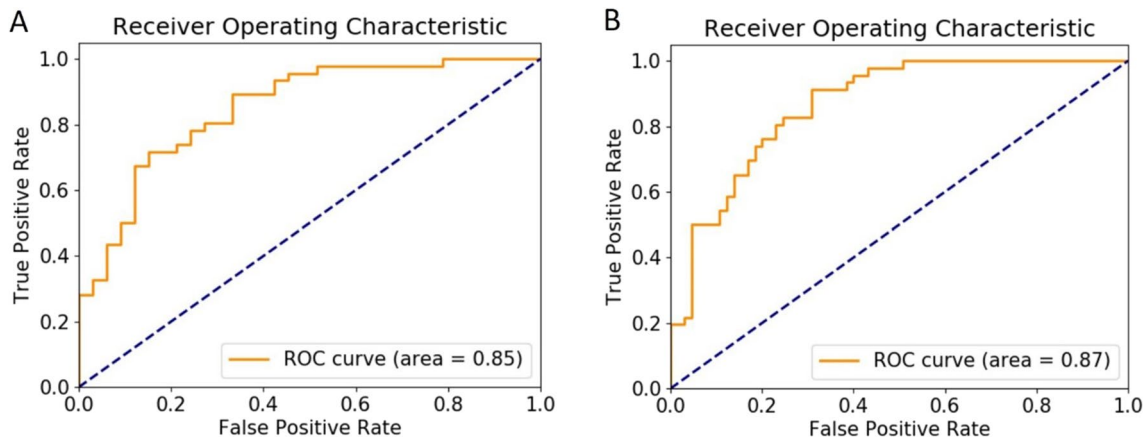 A
Receiver Operating Characteristic
True Positive Rate
1.0
0.8
0.6
0.4
0.2
0.0
0.0 0.2 0.4 0.6 0.8 1.0
False Positive Rate
ROC curve (area = 0.85)
B
Receiver Operating Characteristic
True Positive Rate
1.0
0.8
0.6
0.4
0.2
0.0
0.0 0.2 0.4 0.6 0.8 1.0
False Positive Rate
ROC curve (area = 0.87)